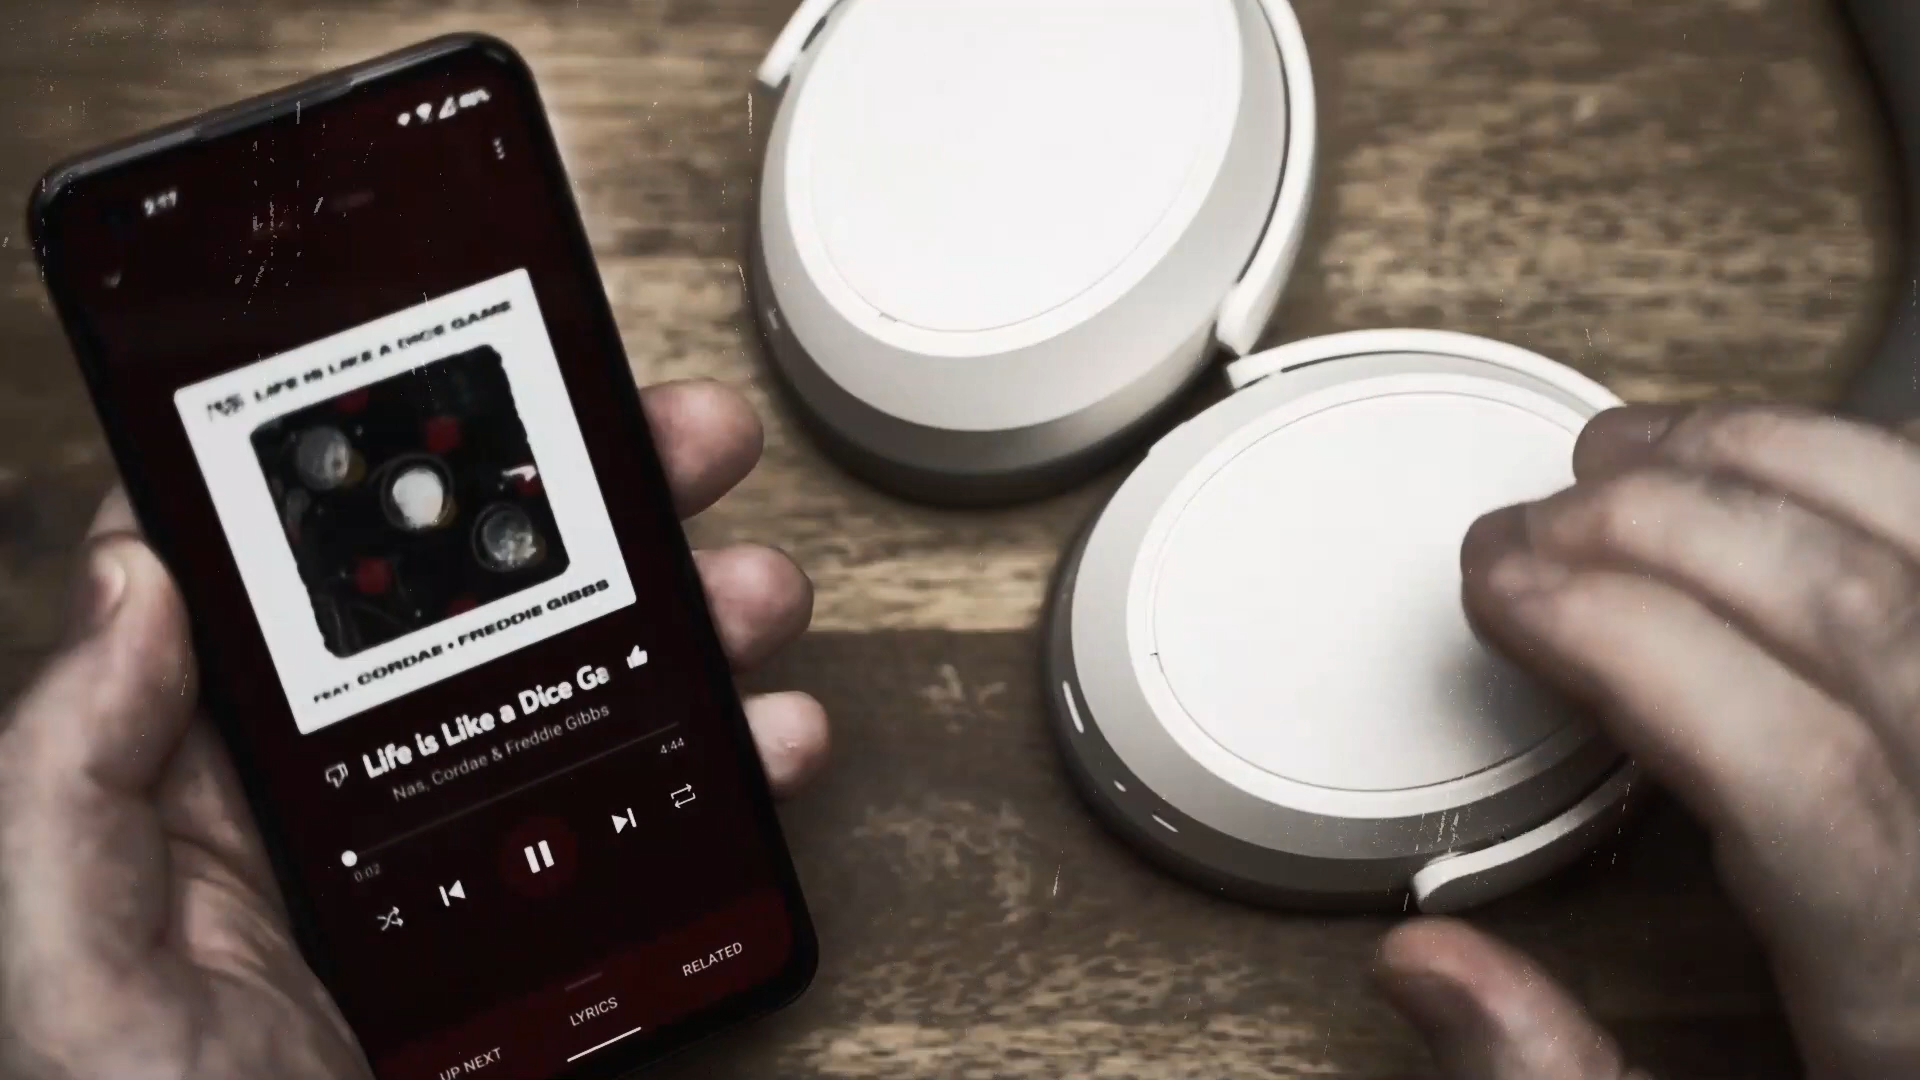 LIFE IS LIKE A DICE GAME
FEAT. CORDAE • FREDDIE GIBBS
Life is Like a Dice Ga
Nas, Cordae & Freddie Gibbs
4:44
0:02
UP NEXT
LYRICS
RELATED